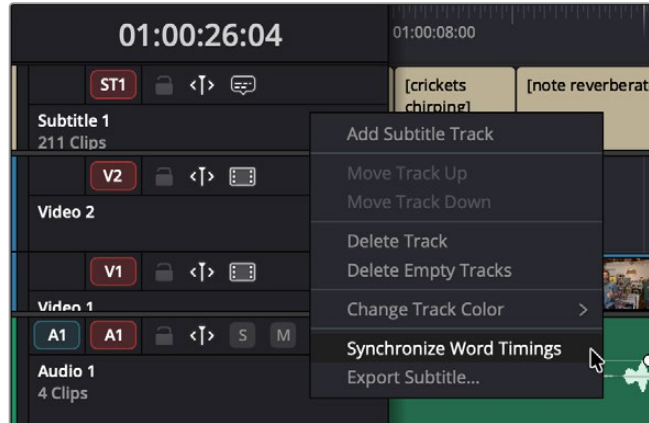 01:00:26:04
01:00:08:00
ST1
Subtitle 1
211 Clips
[crickets
chirping]
[note reverberat
V2
Video 2
V1
Video 1
A1 A1 S M
Audio 1
4 Clips
Add Subtitle Track
Move Track Up
Move Track Down
Delete Track
Delete Empty Tracks
Change Track Color >
Synchronize Word Timings
Export Subtitle...